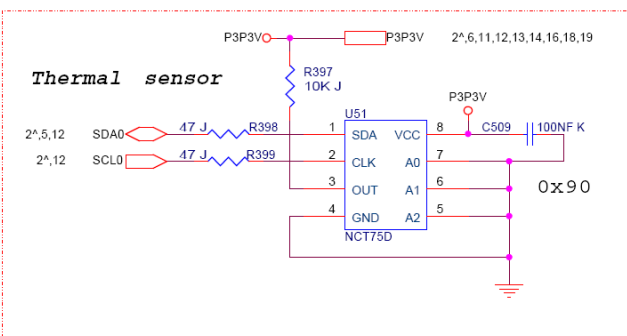 P3P3V P3P3V 2^,6,11,12,13,14,16,18,19
Thermal sensor
R397
10K J
P3P3V
U51
2^,5,12 SDA0 47 J R398 1 SDA VCC 8 C509 100NF K
2^,12 SCL0 47 J R399 2 CLK A0 7
3 OUT A1 6 0x90
4 GND A2 5
NCT75D